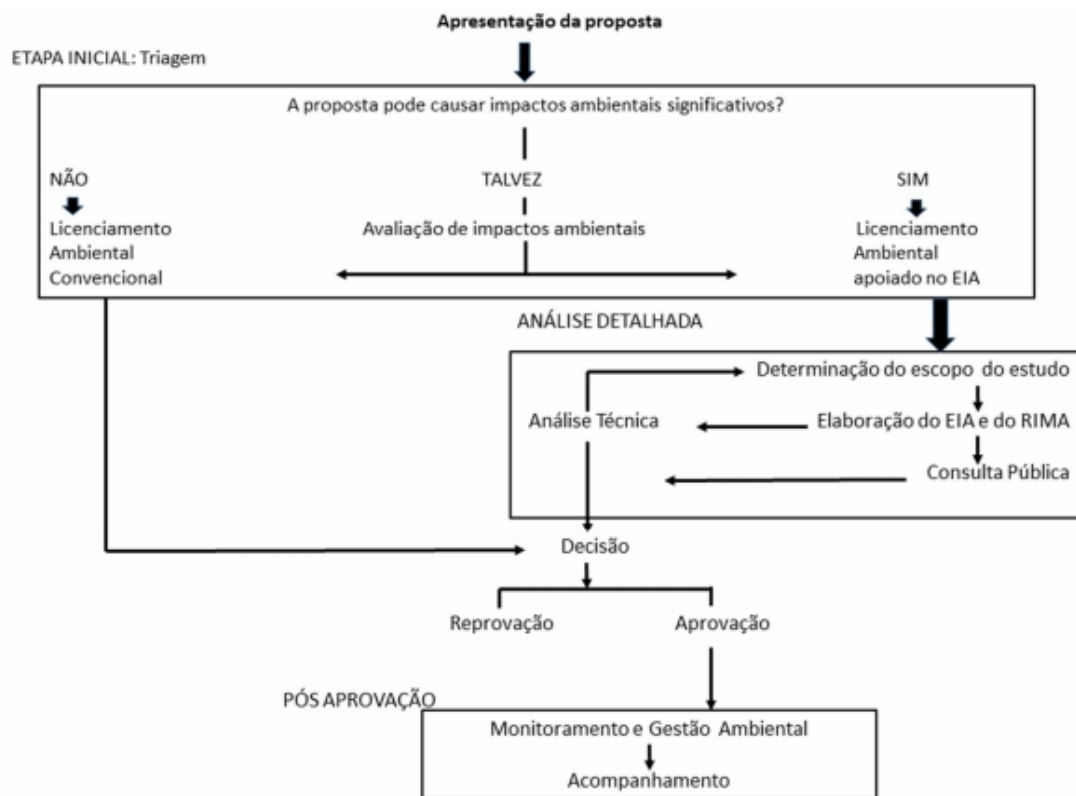 Apresentação da proposta
ETAPA INICIAL: Triagem
A proposta pode causar impactos ambientais significativos?
NÃO
TALVEZ
SIM
Licenciamento
Ambiental
Convencional
Avaliação de impactos ambientais
Licenciamento
Ambiental
apoiado no EIA
ANÁLISE DETALHADA
Determinação do escopo do estudo
Análise Técnica
Elaboração do EIA e do RIMA
Consulta Pública
Decisão
Reprovação
Aprovação
PÓS APROVAÇÃO
Monitoramento e Gestão Ambiental
Acompanhamento